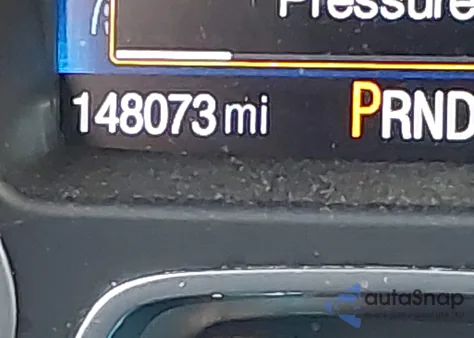 Pressure
148073 mi PRND
autoSnap